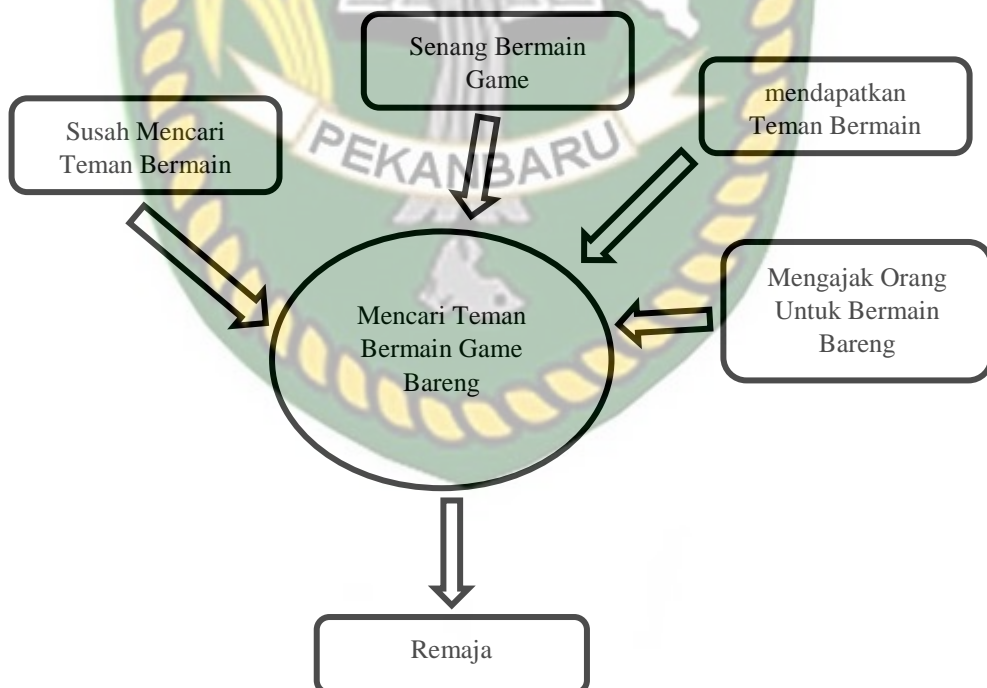 Senang Bermain
Game
mendapatkan
Teman Bermain
Susah Mencari
Teman Bermain
PEKANBARU
Mengajak Orang
Untuk Bermain
Bareng
Mencari Teman
Bermain Game
Bareng
Remaja